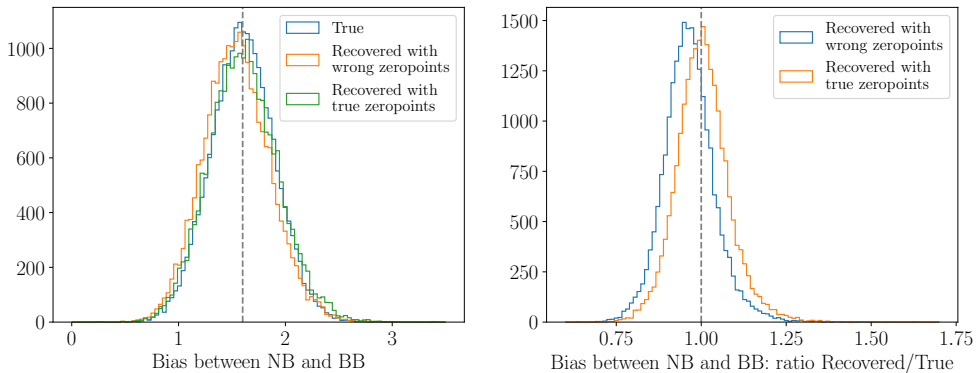 1000
800
600
400
200
0
0
1
2
3
Bias between NB and BB
True
Recovered with
wrong zeropoints
Recovered with
true zeropoints
1500
1250
1000
750
500
250
0
0.75
1.00
1.25
1.50
1.75
Bias between NB and BB: ratio Recovered/True
Recovered with
wrong zeropoints
Recovered with
true zeropoints